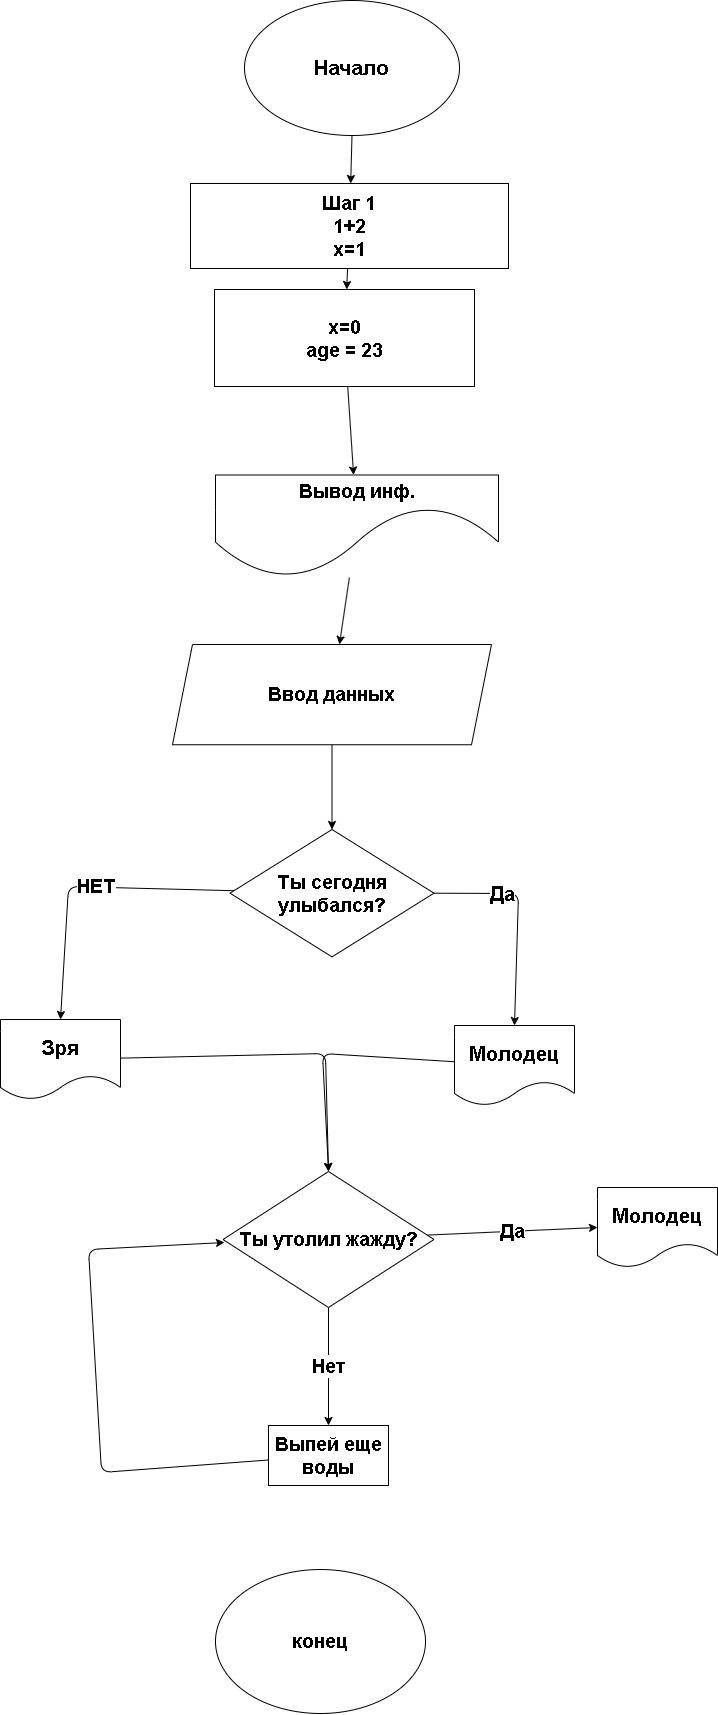 Начало
Шаг 1
1+2
x=1
x=0
age = 23
Вывод инф.
Ввод данных
Ты сегодня
улыбался?
НЕТ
Да
Зря
Молодец
Ты утолил жажду?
Да
Молодец
Нет
Выпей еще
воды
конец